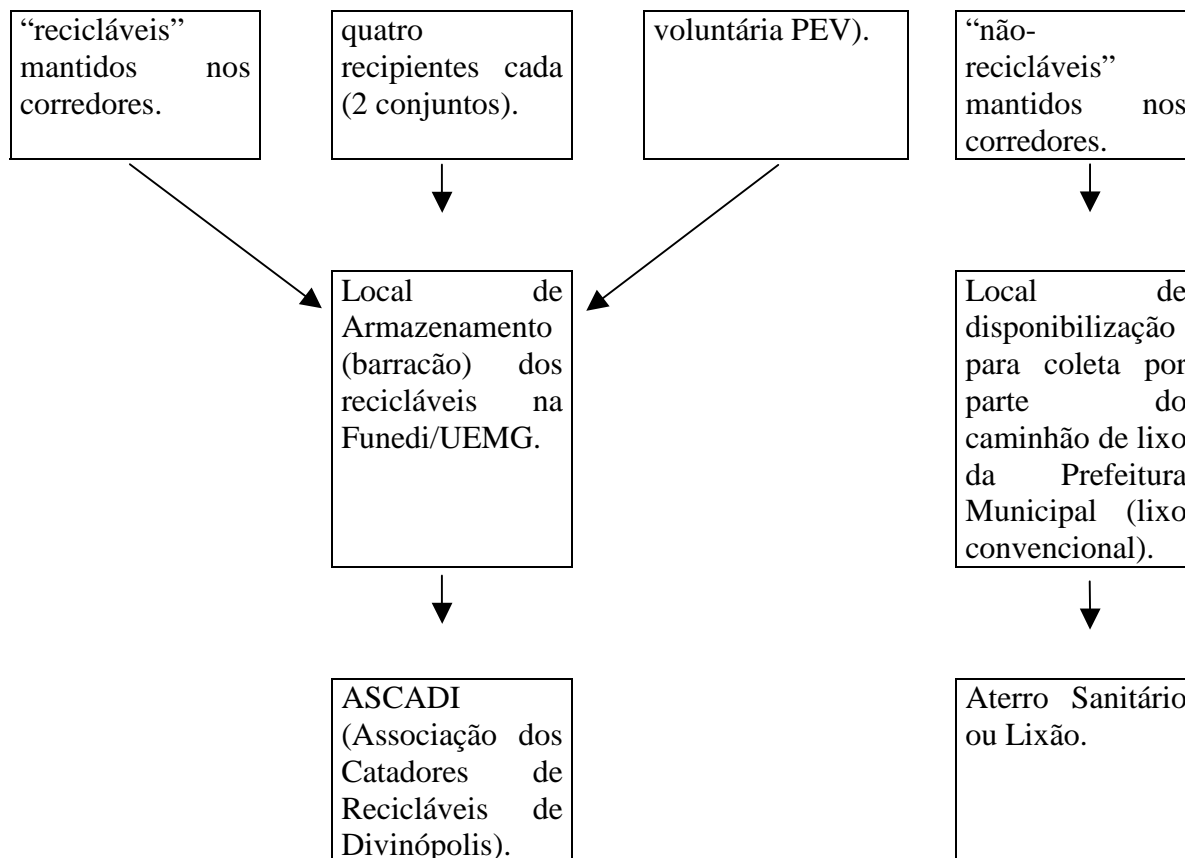 “recicláveis”
mantidos nos
corredores.
quatro
recipientes cada
(2 conjuntos).
voluntária PEV).
“não-
recicláveis”
mantidos nos
corredores.
Local de
Armazenamento
(barracão) dos
recicláveis na
Funedi/UEMG.
Local de
disponibilização
para coleta por
parte do
caminhão de lixo
da Prefeitura
Municipal (lixo
convencional).
ASCADI
(Associação dos
Catadores de
Recicláveis de
Divinópolis).
Aterro Sanitário
ou Lixão.